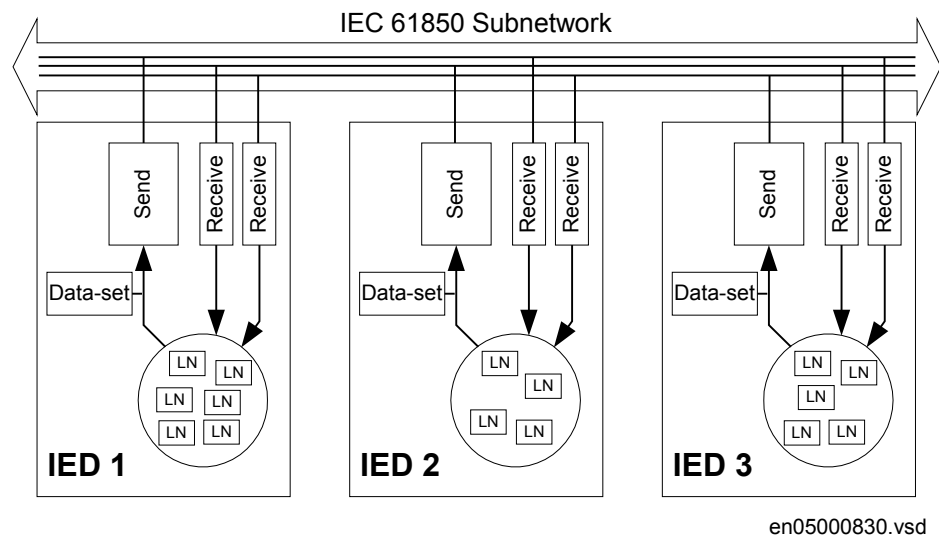 IEC 61850 Subnetwork
Send
Receive
Receive
Data-set
LN
LN
LN
LN
LN
LN
IED 1
Send
Receive
Receive
Data-set
LN
LN
LN
LN
IED 2
Send
Receive
Receive
Data-set
LN
LN
LN
LN
LN
IED 3
en05000830.vsd